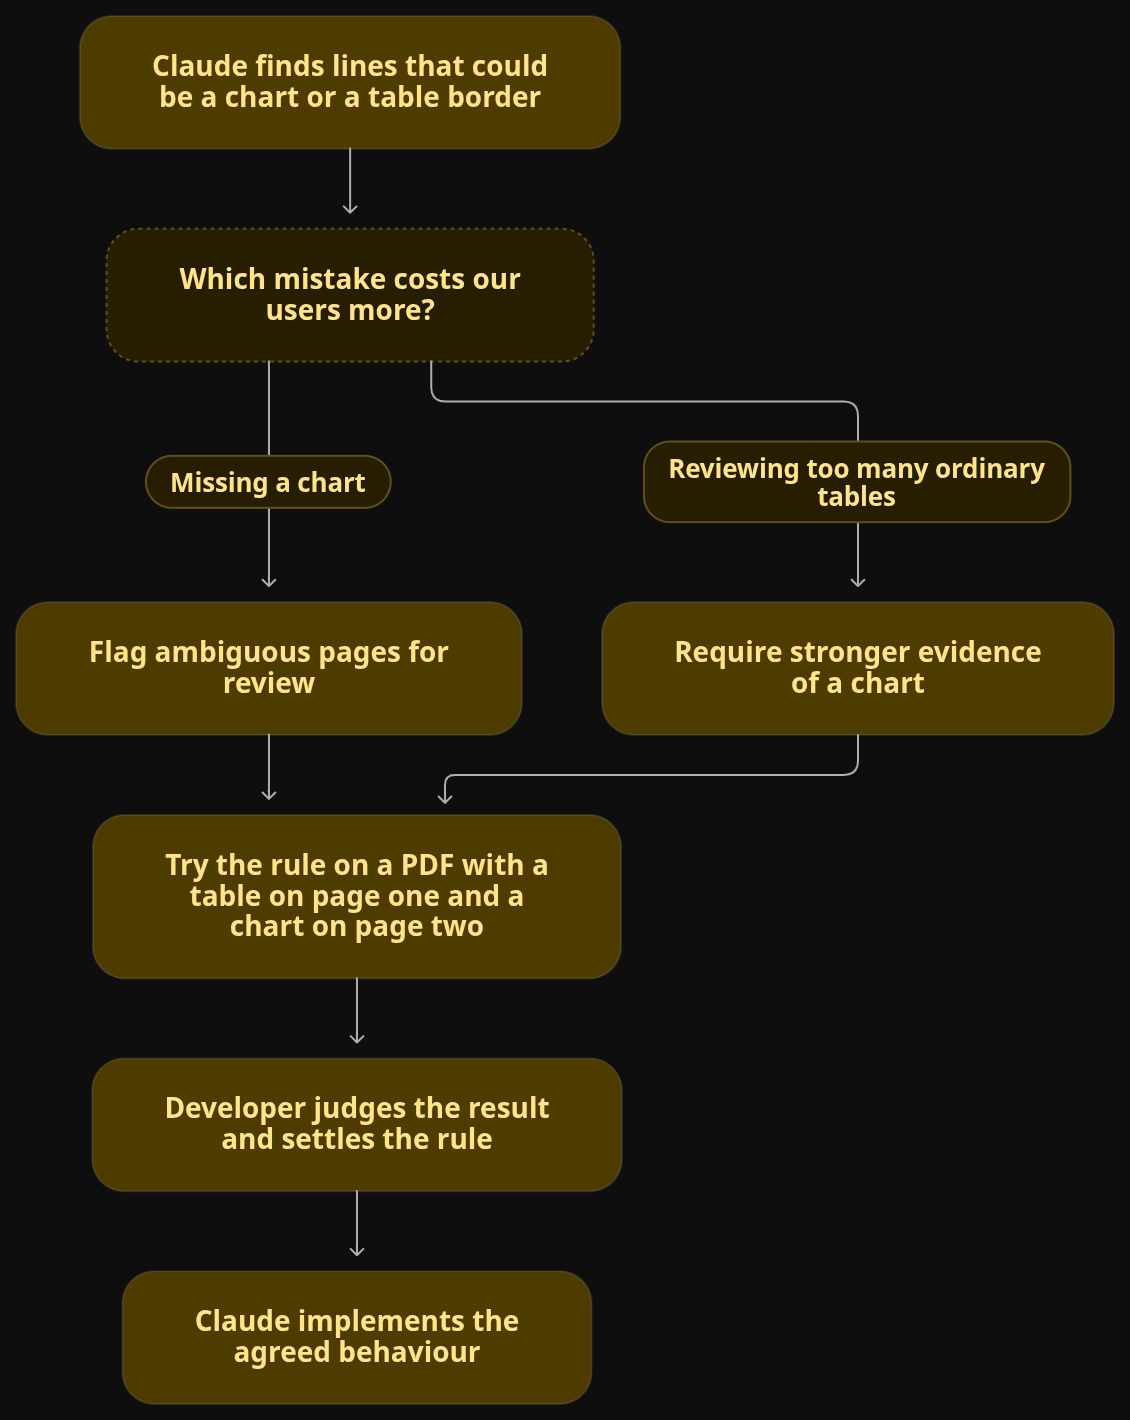 Claude finds lines that could
be a chart or a table border
Which mistake costs our
users more?
Missing a chart
Reviewing too many ordinary
tables
Flag ambiguous pages for
review
Require stronger evidence
of a chart
Try the rule on a PDF with a
table on page one and a
chart on page two
Developer judges the result
and settles the rule
Claude implements the
agreed behaviour